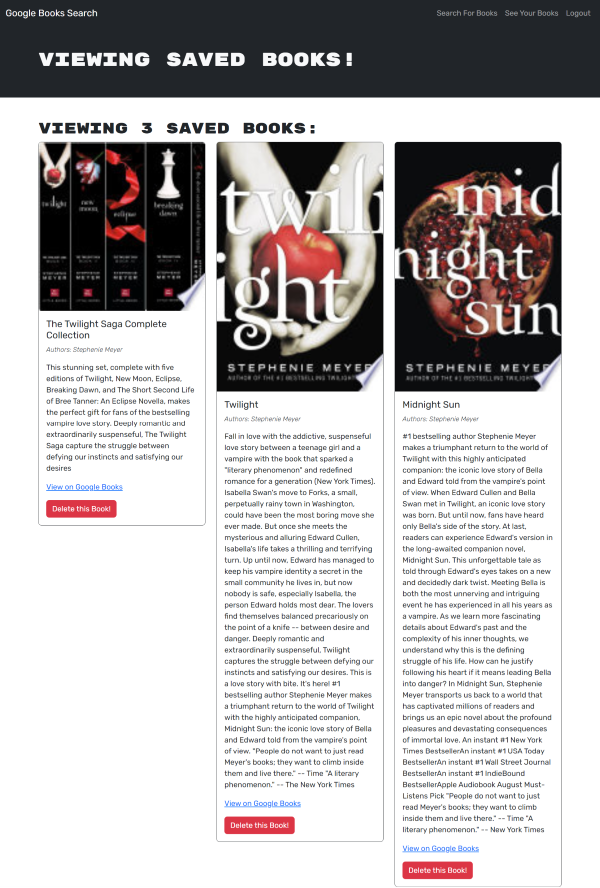 Google Books Search
Search For Books See Your Books Logout
VIEWING SAVED BOOKS!
VIEWING 3 SAVED BOOKS:
twilight
new moon
eclipse
breaking dawn
STEPHENIE MEYER
STEPHENIE MEYER
STEPHENIE MEYER
STEPHENIE MEYER
The Twilight Saga Complete
Collection
Authors: Stephenie Meyer
This stunning set, complete with five
editions of Twilight, New Moon, Eclipse,
Breaking Dawn, and The Short Second Life
of Bree Tanner: An Eclipse Novella, makes
the perfect gift for fans of the bestselling
vampire love story. Deeply romantic and
extraordinarily suspenseful, The Twilight
Saga capture the struggle between
defying our instincts and satisfying our
desires
View on Google Books
Delete this Book!
twili
ight
STEPHENIE MEYER
AUTHOR OF THE #1 BESTSELLING TWILIGHT
Twilight
Authors: Stephenie Meyer
Fall in love with the addictive, suspenseful
love story between a teenage girl and a
vampire with the book that sparked a
"literary phenomenon" and redefined
romance for a generation (New York Times).
Isabella Swan's move to Forks, a small,
perpetually rainy town in Washington,
could have been the most boring move she
ever made. But once she meets the
mysterious and alluring Edward Cullen,
Isabella's life takes a thrilling and terrifying
turn. Up until now, Edward has managed to
keep his vampire identity a secret in the
small community he lives in, but now
nobody is safe, especially Isabella, the
person Edward holds most dear. The lovers
find themselves balanced precariously on
the point of a knife -- between desire and
danger. Deeply romantic and
extraordinarily suspenseful, Twilight
captures the struggle between defying our
instincts and satisfying our desires. This is
a love story with bite. It's here! #1
bestselling author Stephenie Meyer makes
a triumphant return to the world of Twilight
with the highly anticipated companion,
Midnight Sun: the iconic love story of Bella
and Edward told from the vampire's point
of view. "People do not want to just read
Meyer's books; they want to climb inside
them and live there." -- Time "A literary
phenomenon." -- The New York Times
View on Google Books
Delete this Book!
mid
night
sun
STEPHENIE MEYER
AUTHOR OF THE #1 BESTSELLING TWILIGHT
Midnight Sun
Authors: Stephenie Meyer
#1 bestselling author Stephenie Meyer
makes a triumphant return to the world of
Twilight with this highly anticipated
companion: the iconic love story of Bella
and Edward told from the vampire's point
of view. When Edward Cullen and Bella
Swan met in Twilight, an iconic love story
was born. But until now, fans have heard
only Bella's side of the story. At last,
readers can experience Edward's version in
the long-awaited companion novel,
Midnight Sun. This unforgettable tale as
told through Edward's eyes takes on a new
and decidedly dark twist. Meeting Bella is
both the most unnerving and intriguing
event he has experienced in all his years as
a vampire. As we learn more fascinating
details about Edward's past and the
complexity of his inner thoughts, we
understand why this is the defining
struggle of his life. How can he justify
following his heart if it means leading Bella
into danger? In Midnight Sun, Stephenie
Meyer transports us back to a world that
has captivated millions of readers and
brings us an epic novel about the profound
pleasures and devastating consequences
of immortal love. An instant #1 New York
Times BestsellerAn instant #1 USA Today
BestsellerAn instant #1 Wall Street Journal
BestsellerAn instant #1 IndieBound
BestsellerApple Audiobook August Must-
Listens Pick "People do not want to just
read Meyer's books; they want to climb
inside them and live there." -- Time "A
literary phenomenon." -- New York Times
View on Google Books
Delete this Book!